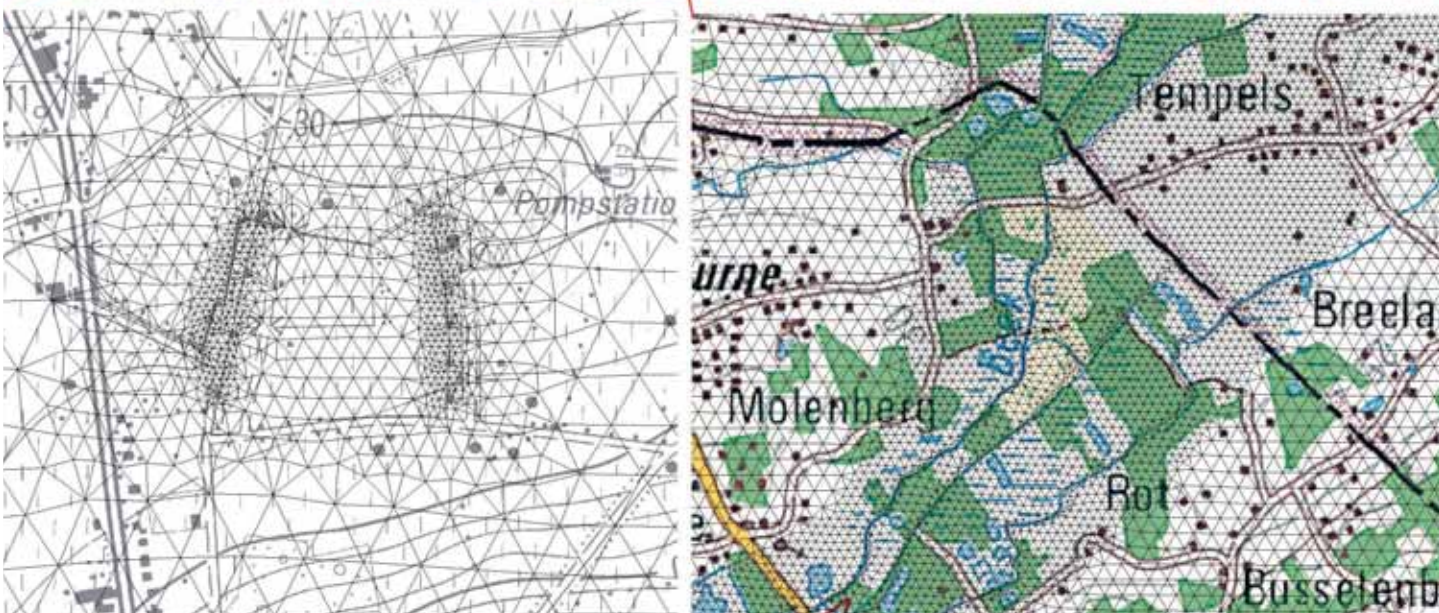 11
30
Pompstatio
Tempels
urne
Breela
Molenberg
Rot
Busselenb